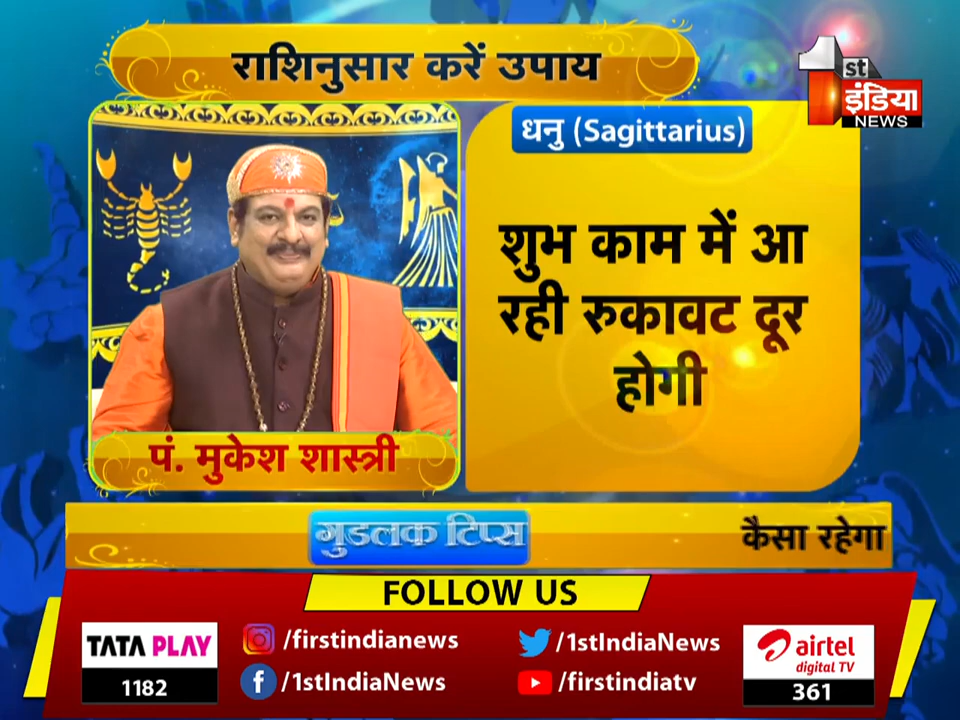 राशिनुसार करें उपाय
1st
इंडिया
NEWS
धनु (Sagittarius)
शुभ काम में आ
रही रुकावट दूर
होगी
पं. मुकेश शास्त्री
गुडलक टिप्स
कैसा रहेगा
FOLLOW US
TATA PLAY
1182
/firstindianews
/1stIndiaNews
/1stIndiaNews
/firstindiatv
airtel
digital TV
361